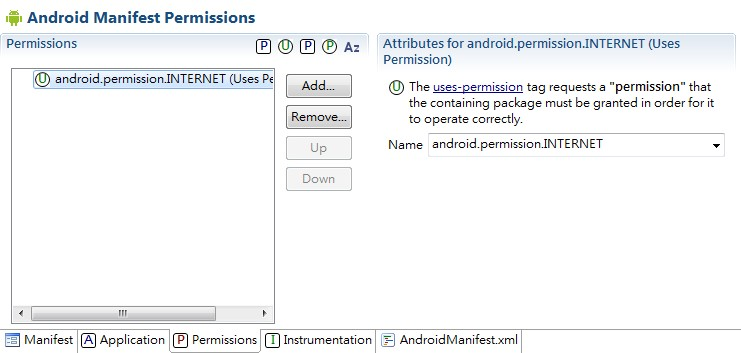 Android Manifest Permissions
Permissions
P U P P Az
U android.permission.INTERNET (Uses Pe
Add...
Remove...
Up
Down
Attributes for android.permission.INTERNET (Uses
Permission)
U The uses-permission tag requests a "permission" that
the containing package must be granted in order for it
to operate correctly.
Name android.permission.INTERNET
Manifest A Application P Permissions I Instrumentation AndroidManifest.xml